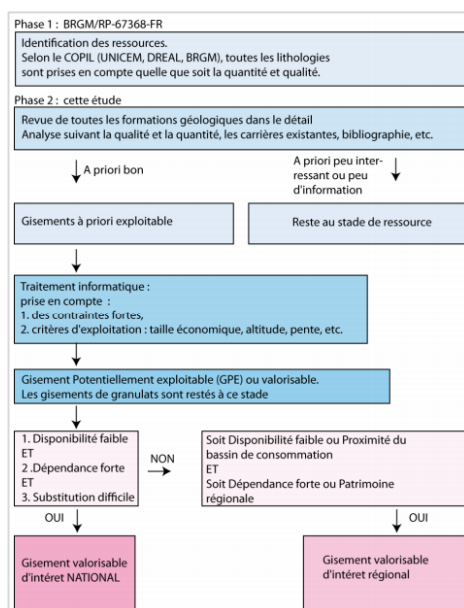 Phase 1 : BRGM/RP-67368-FR
Identification des ressources.
Selon le COPIL (UNICEM, DREAL, BRGM), toutes les lithologies
sont prises en compte quelle que soit la quantité et qualité.
Phase 2 : cette étude
Revue de toutes les formations géologiques dans le détail
Analyse suivant la qualité et la quantité, les carrières existantes, bibliographie, etc.
A priori bon
A priori peu inter-
ressant ou peu
d'information
Gisements à priori exploitable
Reste au stade de ressource
Traitement informatique :
prise en compte :
1. des contraintes fortes,
2. critères d'exploitation : taille économique, altitude, pente, etc.
Gisement Potentiellement exploitable (GPE) ou valorisable.
Les gisements de granulats sont restés à ce stade
1. Disponibilité faible
ET
2 .Dépendance forte
ET
3. Substitution difficile
NON
Soit Disponibilité faible ou Proximité du
bassin de consommation
ET
Soit Dépendance forte ou Patrimoine
régionale
OUI
OUI
Gisement valorisable
d'intéret NATIONAL
Gisement valorisable
d'intéret régional